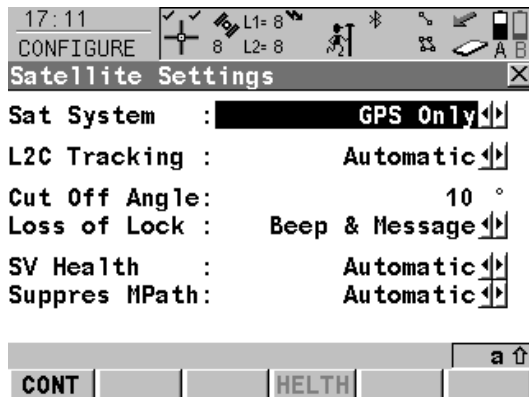 17:11
L1= 8
CONFIGURE
8 L2= 8
A B
Satellite Settings
Sat System : GPS Only
L2C Tracking : Automatic
Cut Off Angle: 10 °
Loss of Lock : Beep & Message
SV Health : Automatic
Suppres MPath: Automatic
a
CONT HELTH